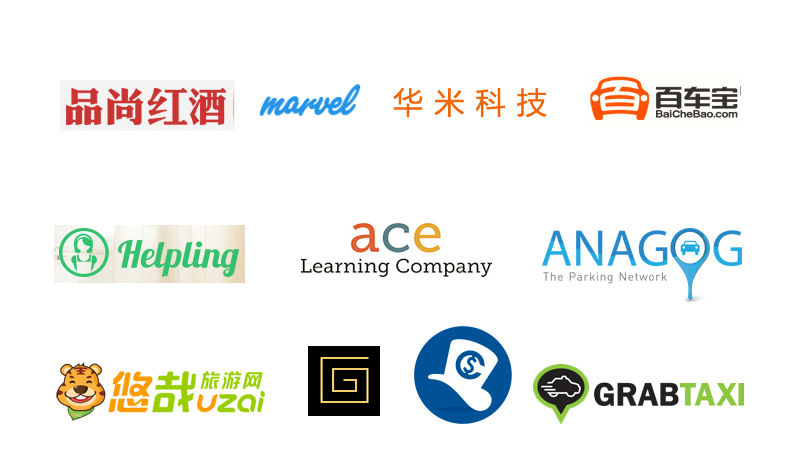 品尚红酒
marvel
华米科技
百车宝
BaiCheBao.com
Helpling
ace
Learning Company
ANAGOG
The Parking Network
悠哉旅游网
uzai
G
GRABTAXI